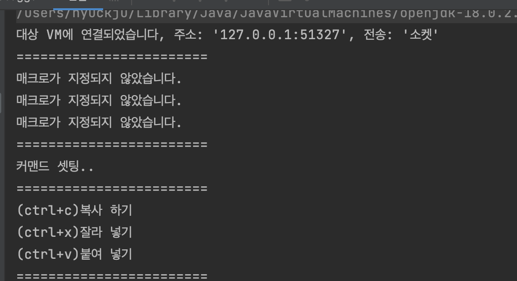 /Users/hyuckju/Library/Java/JavaVirtualMachines/openjdk-18.0.2.
대상 VM에 연결되었습니다, 주소: '127.0.0.1:51327', 전송: '소켓'
========================
매크로가 지정되지 않았습니다.
매크로가 지정되지 않았습니다.
매크로가 지정되지 않았습니다.
========================
커맨드 셋팅..
========================
(ctrl+c)복사 하기
(ctrl+x)잘라 넣기
(ctrl+v)붙여 넣기
========================